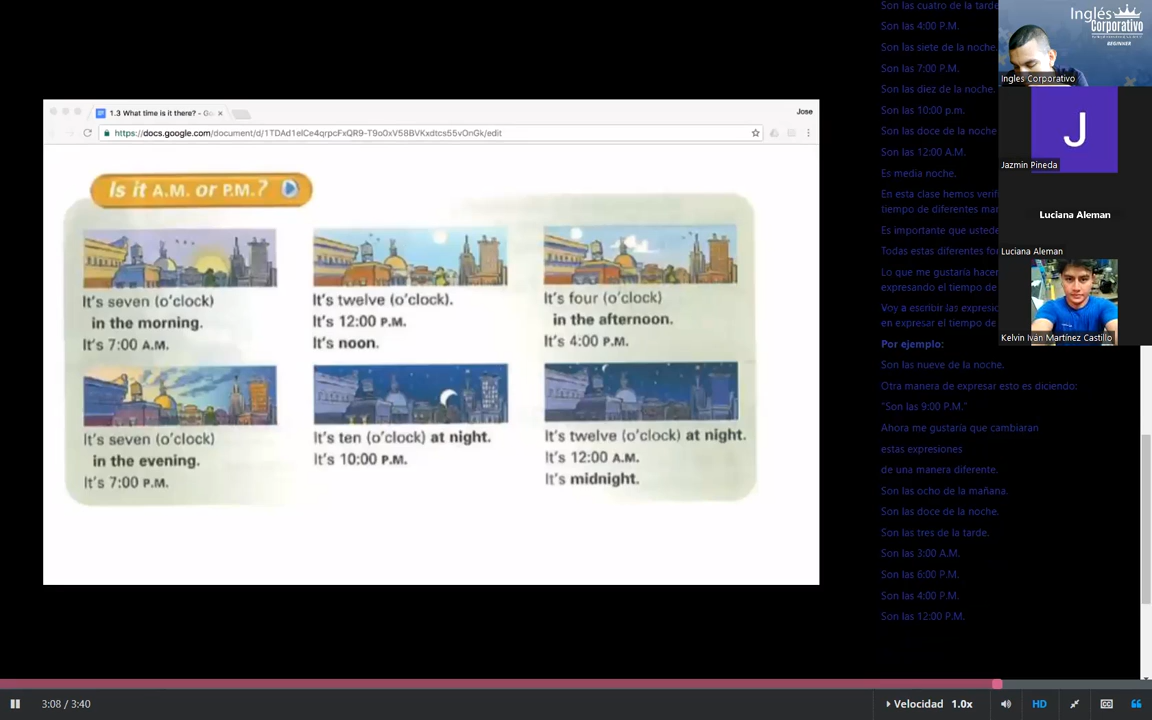 1.3 What time is it there? - Go
Jose
https://docs.google.com/document/d/1TDAd1eICe4qrpcFxQR9-T9o0xV58BVKxdtcs55vOnGk/edit
Is it A.M. or P.M.?
It's seven (o'clock)
in the morning.
It's 7:00 A.M.
It's twelve (o'clock).
It's 12:00 P.M.
It's noon.
It's four (o'clock)
in the afternoon.
It's 4:00 P.M.
It's seven (o'clock)
in the evening.
It's 7:00 P.M.
It's ten (o'clock) at night.
It's 10:00 P.M.
It's twelve (o'clock) at night.
It's 12:00 A.M.
It's midnight.
Son las cuatro de la tarde
Son las 4:00 P.M.
Son las siete de la noche.
Son las 7:00 P.M.
Son las diez de la noche.
Son las 10:00 p.m.
Son las doce de la noche
Son las 12:00 A.M.
Es media noche.
En esta clase hemos verif
tiempo de diferentes mar
Es importante que ustede
Todas estas diferentes fo
Lo que me gustaría hacer
expresando el tiempo de
Voy a escribir las expresio
en expresar el tiempo de
Por ejemplo:
Son las nueve de la noche.
Otra manera de expresar esto es diciendo:
"Son las 9:00 P.M."
Ahora me gustaría que cambiaran
estas expresiones
de una manera diferente.
Son las ocho de la mañana.
Son las doce de la noche.
Son las tres de la tarde.
Son las 3:00 A.M.
Son las 6:00 P.M.
Son las 4:00 P.M.
Son las 12:00 P.M.
Inglés
Corporativo
BEGINNER
Ingles Corporativo
J
Jazmín Pineda
Luciana Aleman
Luciana Aleman
Kelvin Iván Martínez Castillo
3:08 / 3:40
Velocidad 1.0x
HD
CC